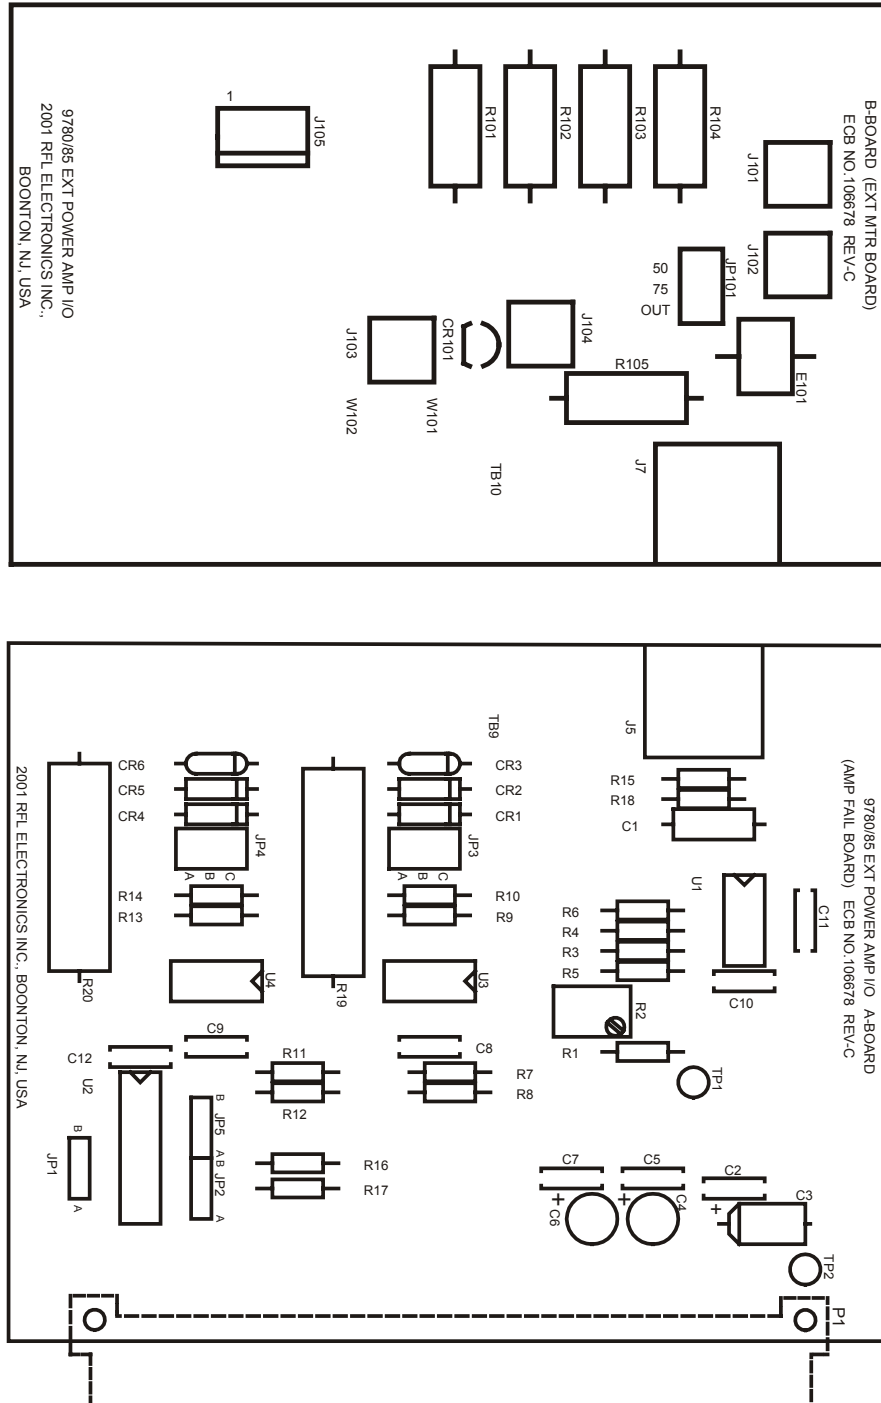 1
J105
R101
R102
R103
R104
J101
J102
B-BOARD (EXT MTR BOARD)
ECB NO.106678 REV-C
9780/85 EXT POWER AMP I/O
2001 RFL ELECTRONICS INC.,
BOONTON, NJ, USA
50
75
OUT
JP101
J103
CR101
J104
R105
E101
W102
W101
TB10
J7
J5
TB9
CR6
CR5
CR4
CR3
CR2
CR1
JP4
A
B
C
JP3
A
B
C
R15
R18
C1
R14
R13
R10
R9
R20
R19
U4
U3
U1
C11
C10
R6
R4
R3
R5
R2
R1
TP1
9780/85 EXT POWER AMP I/O A-BOARD
(AMP FAIL BOARD) ECB NO.106678 REV-C
2001 RFL ELECTRONICS INC., BOONTON, NJ, USA
C12
C9
C8
U2
R11
R12
R7
R8
B
JP1
A
B
JP5
A
B
JP2
A
R16
R17
C7
C5
C2
+
C6
+
C4
+
C3
TP2
P1